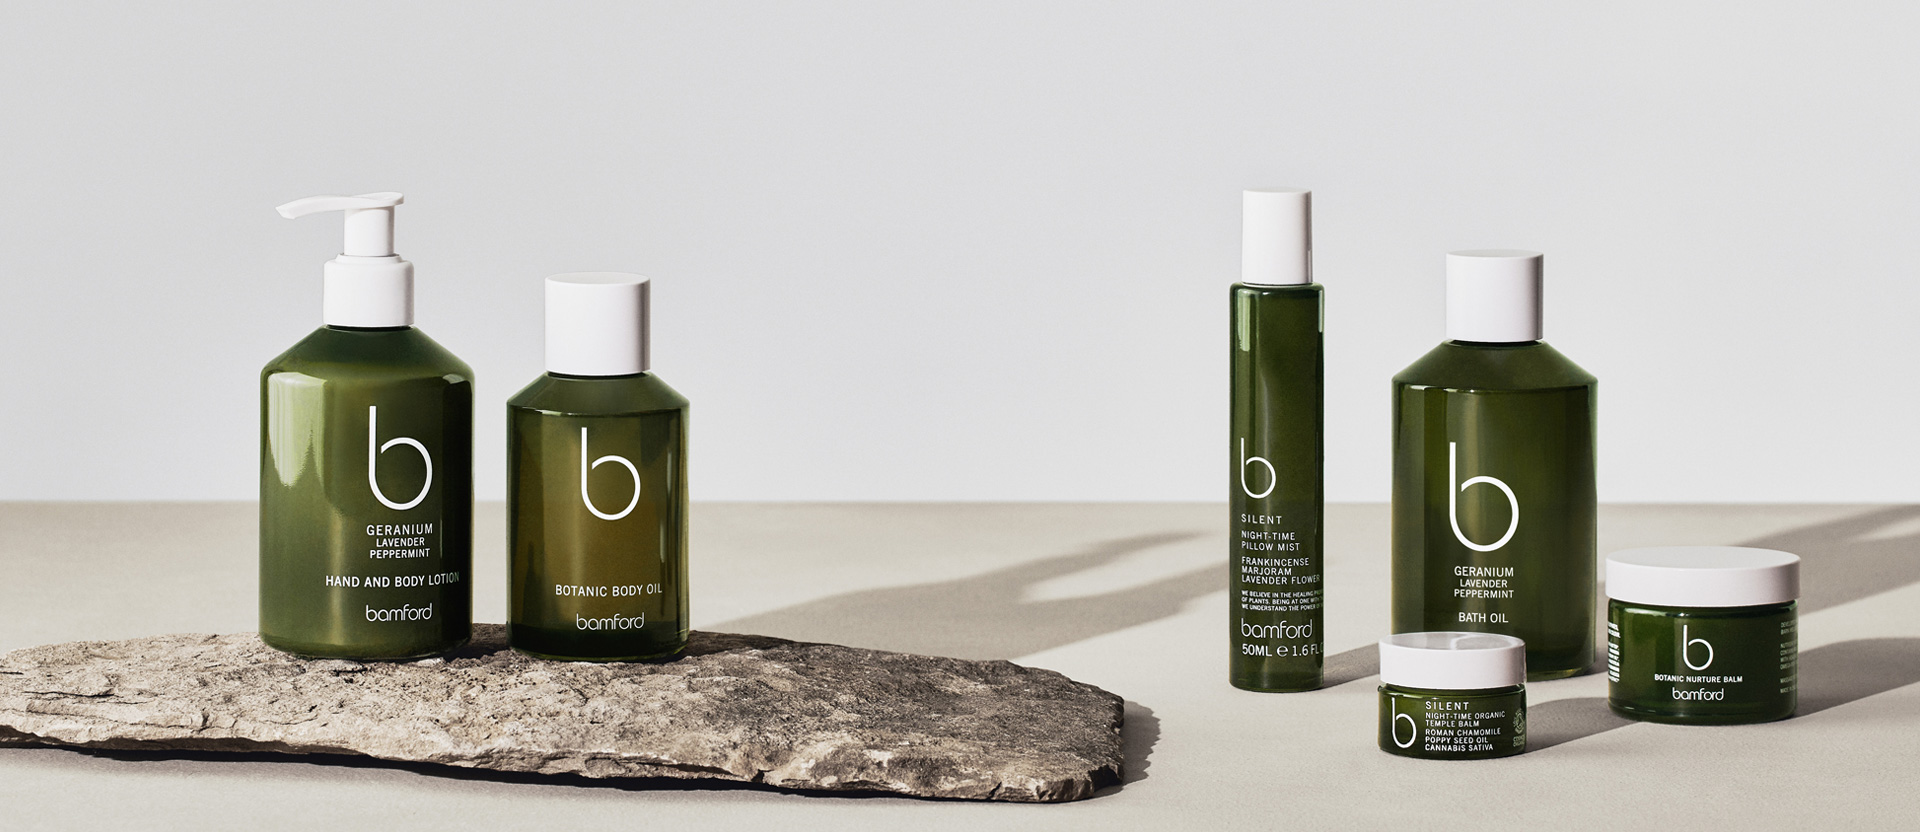 b
GERANIUM
LAVENDER
PEPPERMINT
HAND AND BODY LOTION
bamford
b
BOTANIC BODY OIL
bamford
b
SILENT
NIGHT-TIME
PILLOW MIST
FRANKINCENSE
MARJORAM
LAVENDER FLOWER
WE BELIEVE IN THE HEALING
OF PLANTS. BEING AT ONE WITH
WE UNDERSTAND THE POWER OF
bamford
50ML ℮ 1.6 FL
b
GERANIUM
LAVENDER
PEPPERMINT
BATH OIL
b
SILENT
NIGHT-TIME ORGANIC
TEMPLE BALM
ROMAN CHAMOMILE
POPPY SEED OIL
CANNABIS SATIVA
b
BOTANIC NURTURE BALM
bamford